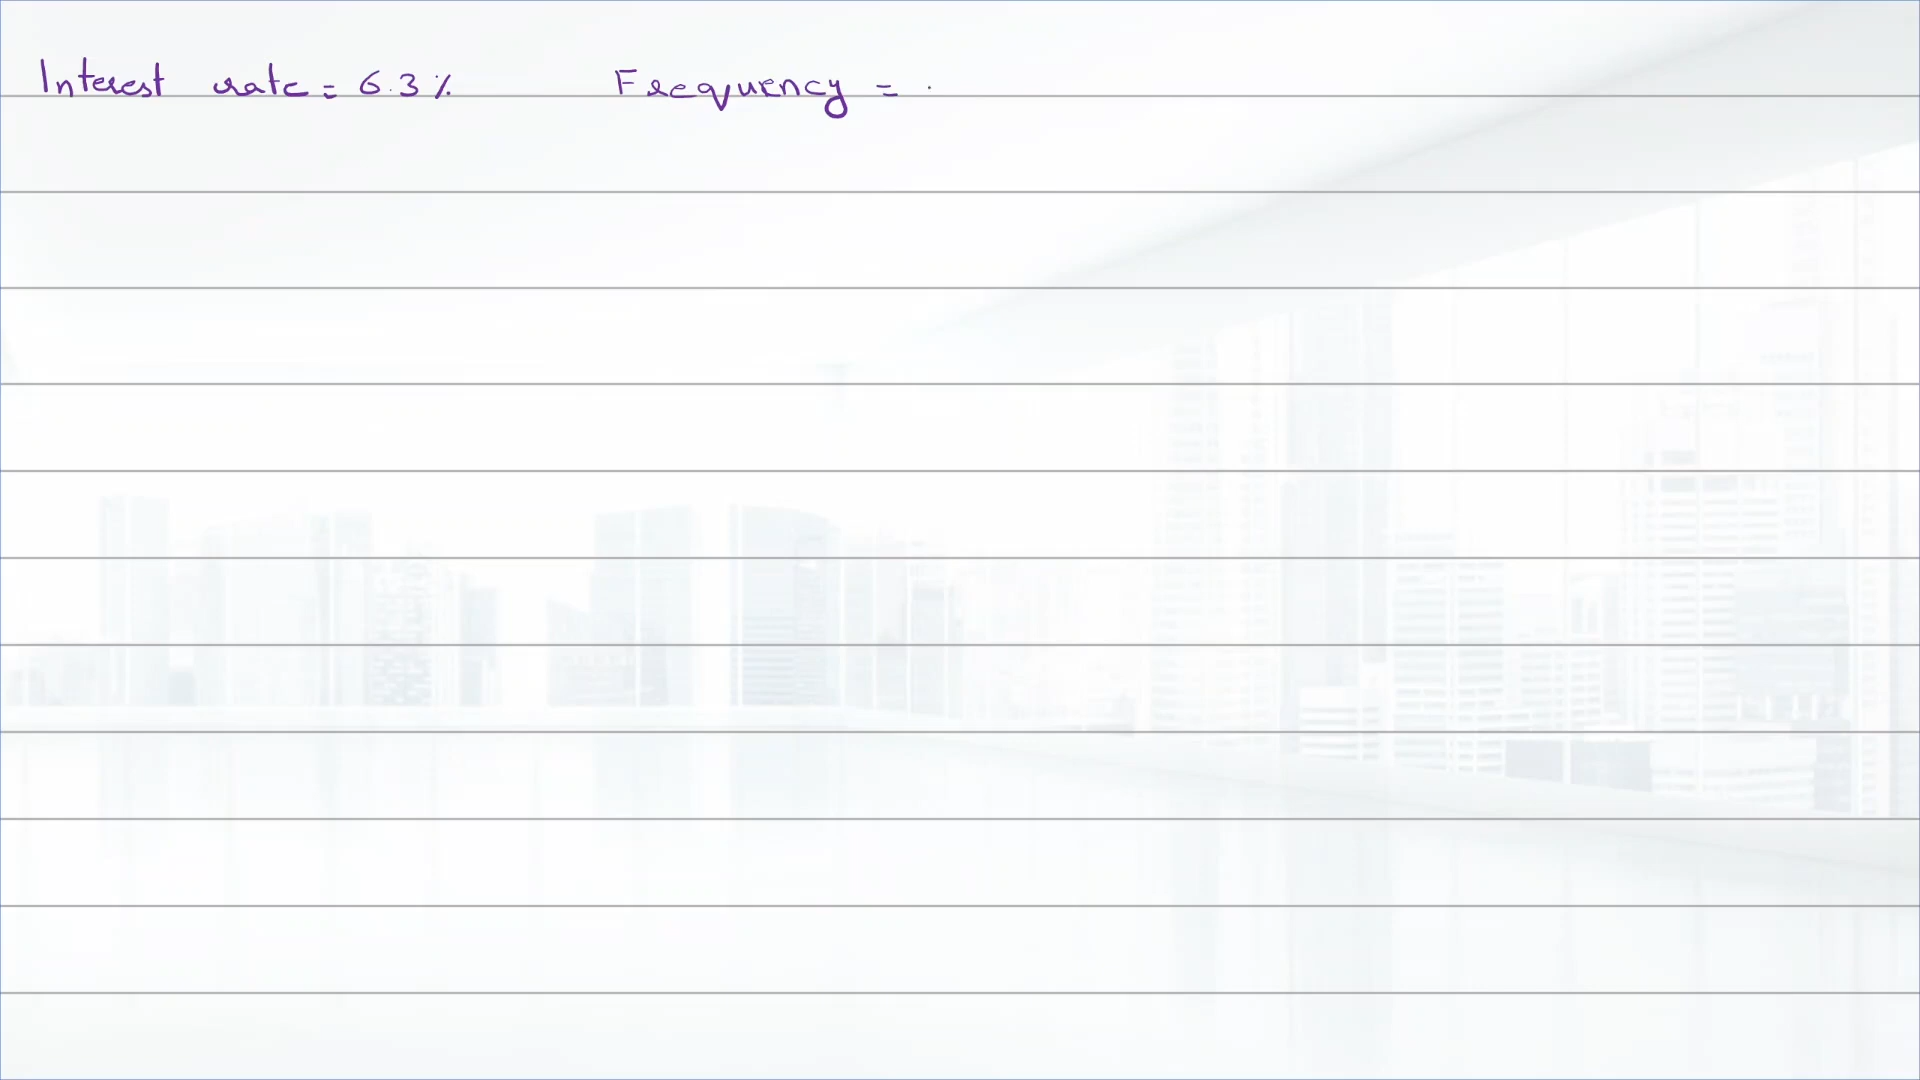 Interest rate = 6.3% Frequency =